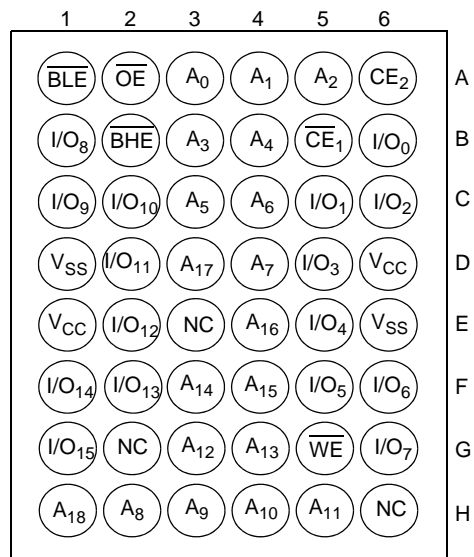 1 2 3 4 5 6
BLE OE A0 A1 A2 CE2 A
I/O8 BHE A3 A4 CE1 I/O0 B
I/O9 I/O10 A5 A6 I/O1 I/O2 C
VSS I/O11 A17 A7 I/O3 VCC D
VCC I/O12 NC A16 I/O4 VSS E
I/O14 I/O13 A14 A15 I/O5 I/O6 F
I/O15 NC A12 A13 WE I/O7 G
A18 A8 A9 A10 A11 NC H